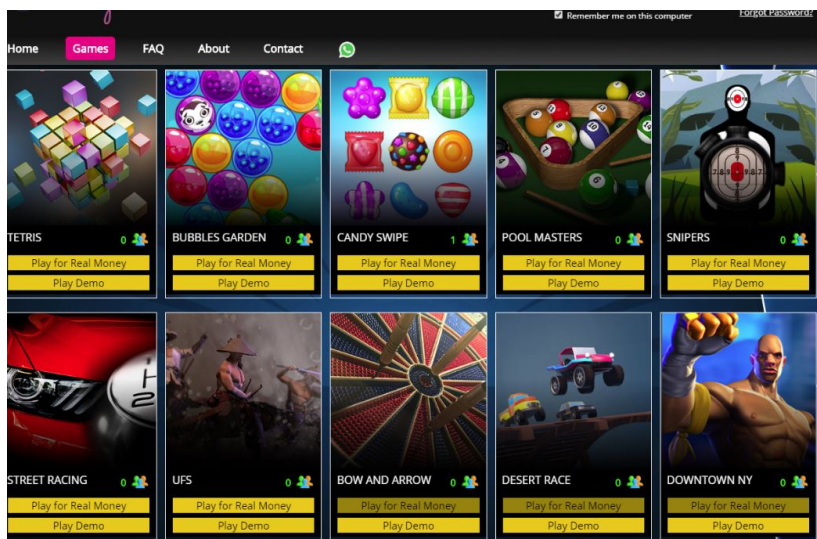 Remember me on this computer
Forgot Password?
Home Games FAQ About Contact
TETRIS 0
BUBBLES GARDEN 0
CANDY SWIPE 1
POOL MASTERS 0
SNIPERS 0
Play for Real Money Play for Real Money Play for Real Money Play for Real Money Play for Real Money
Play Demo Play Demo Play Demo Play Demo Play Demo
STREET RACING 0
UFS 0
BOW AND ARROW 0
DESERT RACE 0
DOWNTOWN NY 0
Play for Real Money Play for Real Money Play for Real Money Play for Real Money Play for Real Money
Play Demo Play Demo Play Demo Play Demo Play Demo